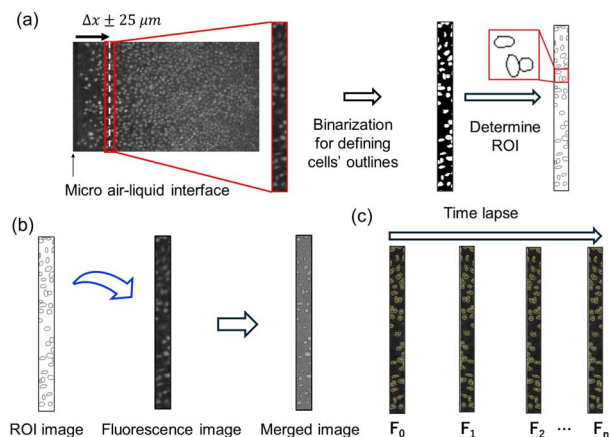 (a)
Δx ± 25 μm
Micro air-liquid interface
Binarization
for defining
cells' outlines
Determine
ROI
(b)
ROI image
Fluorescence image
Merged image
(c)
Time lapse
F0 F1 F2 ... Fn